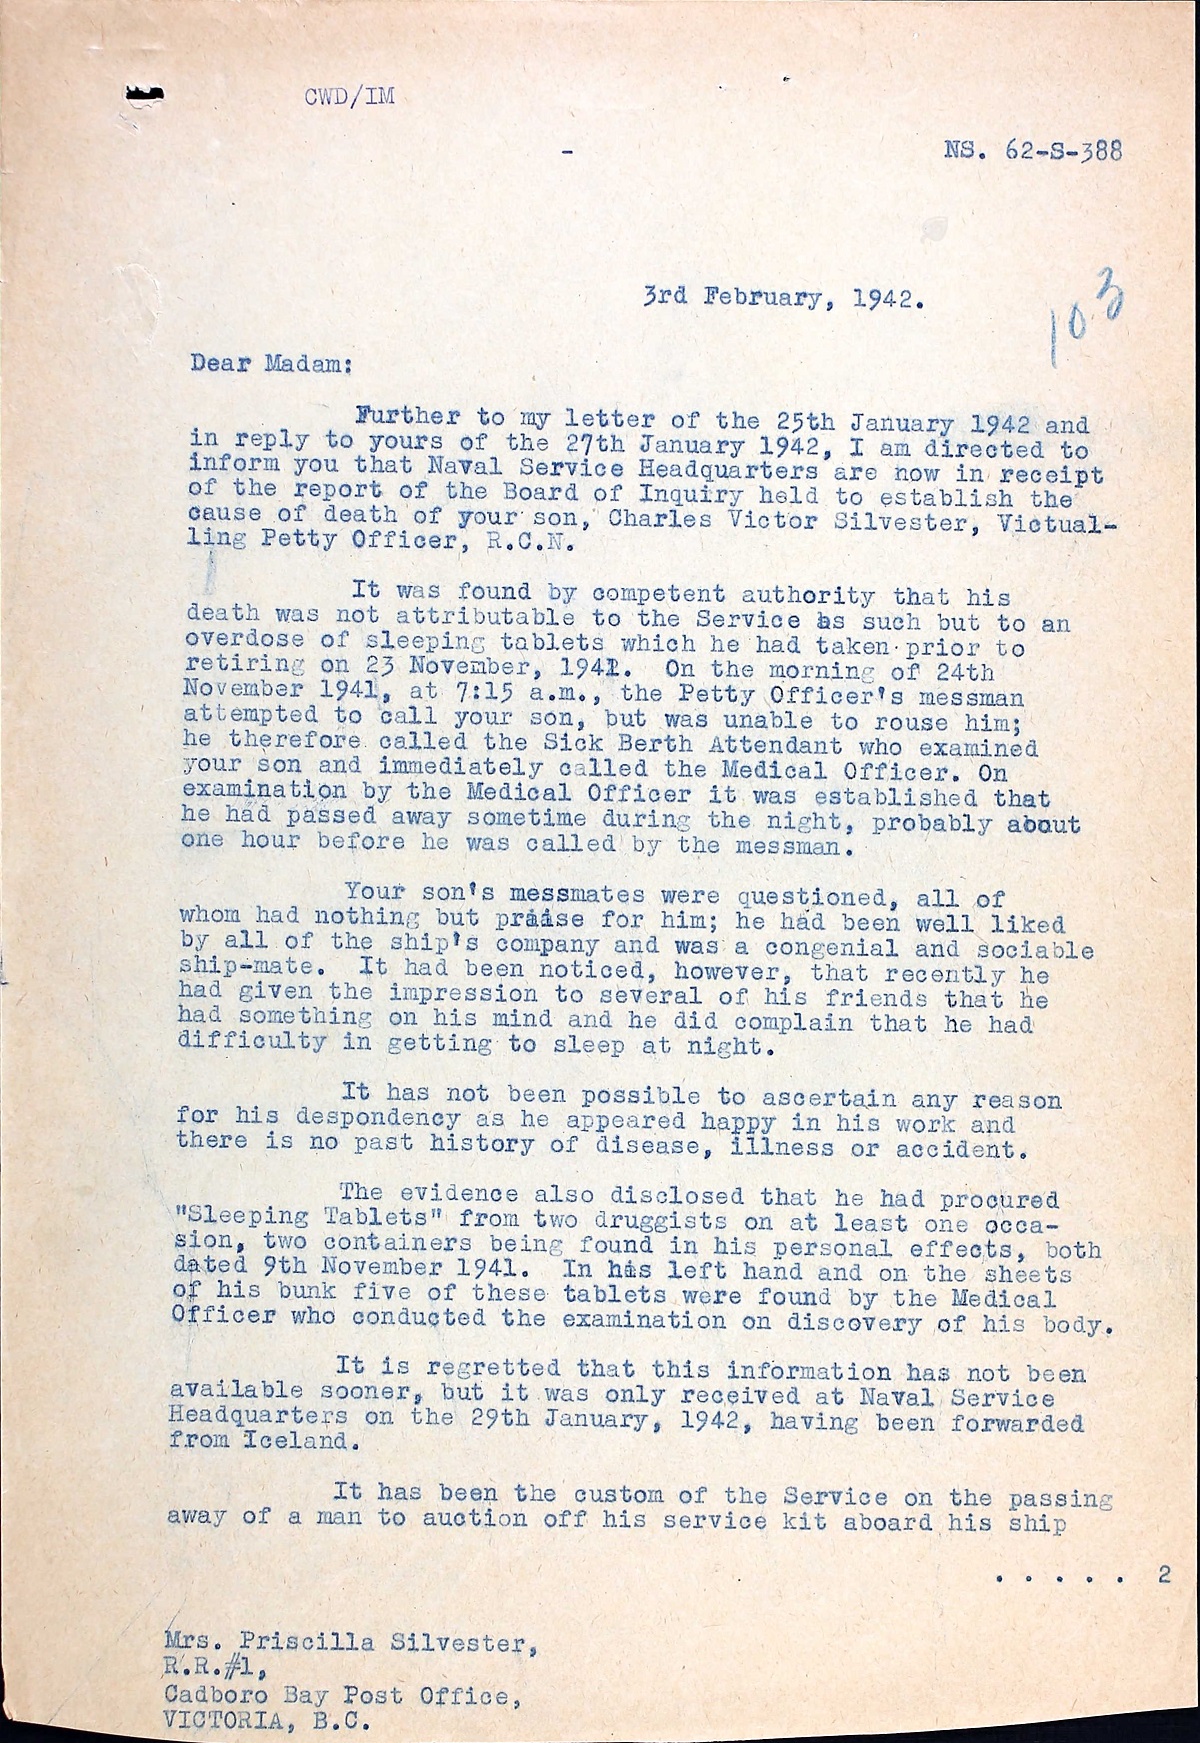 CWD/IM
-
NS. 62-S-388
3rd February, 1942.
103
Dear Madam:
Further to my letter of the 25th January 1942 and
in reply to yours of the 27th January 1942, I am directed to
inform you that Naval Service Headquarters are now in receipt
of the report of the Board of Inquiry held to establish the
cause of death of your son, Charles Victor Silvester, Victual-
ling Petty Officer, R.C.N.
It was found by competent authority that his
death was not attributable to the Service as such but to an
overdose of sleeping tablets which he had taken prior to
retiring on 23 November, 1941. On the morning of 24th
November 1941, at 7:15 a.m., the Petty Officer's messman
attempted to call your son, but was unable to rouse him;
he therefore called the Sick Berth Attendant who examined
your son and immediately called the Medical Officer. On
examination by the Medical Officer it was established that
he had passed away sometime during the night, probably about
one hour before he was called by the messman.
Your son's messmates were questioned, all of
whom had nothing but praise for him; he had been well liked
by all of the ship's company and was a congenial and sociable
ship-mate. It had been noticed, however, that recently he
had given the impression to several of his friends that he
had something on his mind and he did complain that he had
difficulty in getting to sleep at night.
It has not been possible to ascertain any reason
for his despondency as he appeared happy in his work and
there is no past history of disease, illness or accident.
The evidence also disclosed that he had procured
"Sleeping Tablets" from two druggists on at least one occa-
sion, two containers being found in his personal effects, both
dated 9th November 1941. In his left hand and on the sheets
of his bunk five of these tablets were found by the Medical
Officer who conducted the examination on discovery of his body.
It is regretted that this information has not been
available sooner, but it was only received at Naval Service
Headquarters on the 29th January, 1942, having been forwarded
from Iceland.
It has been the custom of the Service on the passing
away of a man to auction off his service kit aboard his ship
. . . . . 2
Mrs. Priscilla Silvester,
R.R.#1,
Cadboro Bay Post Office,
VICTORIA, B.C.